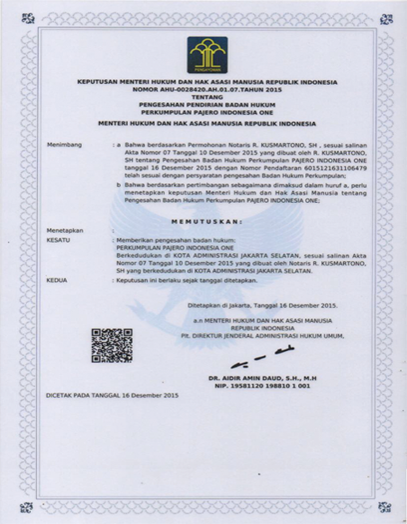 PENGAYOMAN
KEPUTUSAN MENTERI HUKUM DAN HAK ASASI MANUSIA REPUBLIK INDONESIA
NOMOR AHU-0028420.AH.01.07.TAHUN 2015
TENTANG
PENGESAHAN PENDIRIAN BADAN HUKUM
PERKUMPULAN PAJERO INDONESIA ONE
MENTERI HUKUM DAN HAK ASASI MANUSIA REPUBLIK INDONESIA
Menimbang : a Bahwa berdasarkan Permohonan Notaris R. KUSMARTONO, SH , sesuai salinan
Akta Nomor 07 Tanggal 10 Desember 2015 yang dibuat oleh R. KUSMARTONO,
SH tentang Pengesahan Badan Hukum Perkumpulan PAJERO INDONESIA ONE
tanggal 16 Desember 2015 dengan Nomor Pendaftaran 6015121631106479
telah sesuai dengan persyaratan pengesahan Badan Hukum Perkumpulan;
b Bahwa berdasarkan pertimbangan sebagaimana dimaksud dalam huruf a, perlu
menetapkan keputusan Menteri Hukum dan Hak Asasi Manusia tentang
Pengesahan Badan Hukum Perkumpulan PAJERO INDONESIA ONE;
M E M U T U S K A N :
Menetapkan :
KESATU : Memberikan pengesahan badan hukum:
PERKUMPULAN PAJERO INDONESIA ONE
Berkedudukan di KOTA ADMINISTRASI JAKARTA SELATAN, sesuai salinan Akta
Nomor 07 Tanggal 10 Desember 2015 yang dibuat oleh Notaris R. KUSMARTONO,
SH yang berkedudukan di KOTA ADMINISTRASI JAKARTA SELATAN.
KEDUA : Keputusan ini berlaku sejak tanggal ditetapkan.
Ditetapkan di Jakarta, Tanggal 16 Desember 2015.
a.n MENTERI HUKUM DAN HAK ASASI MANUSIA
REPUBLIK INDONESIA
Plt. DIREKTUR JENDERAL ADMINISTRASI HUKUM UMUM,
DR. AIDIR AMIN DAUD, S.H., M.H
NIP. 19581120 198810 1 001
DICETAK PADA TANGGAL 16 Desember 2015